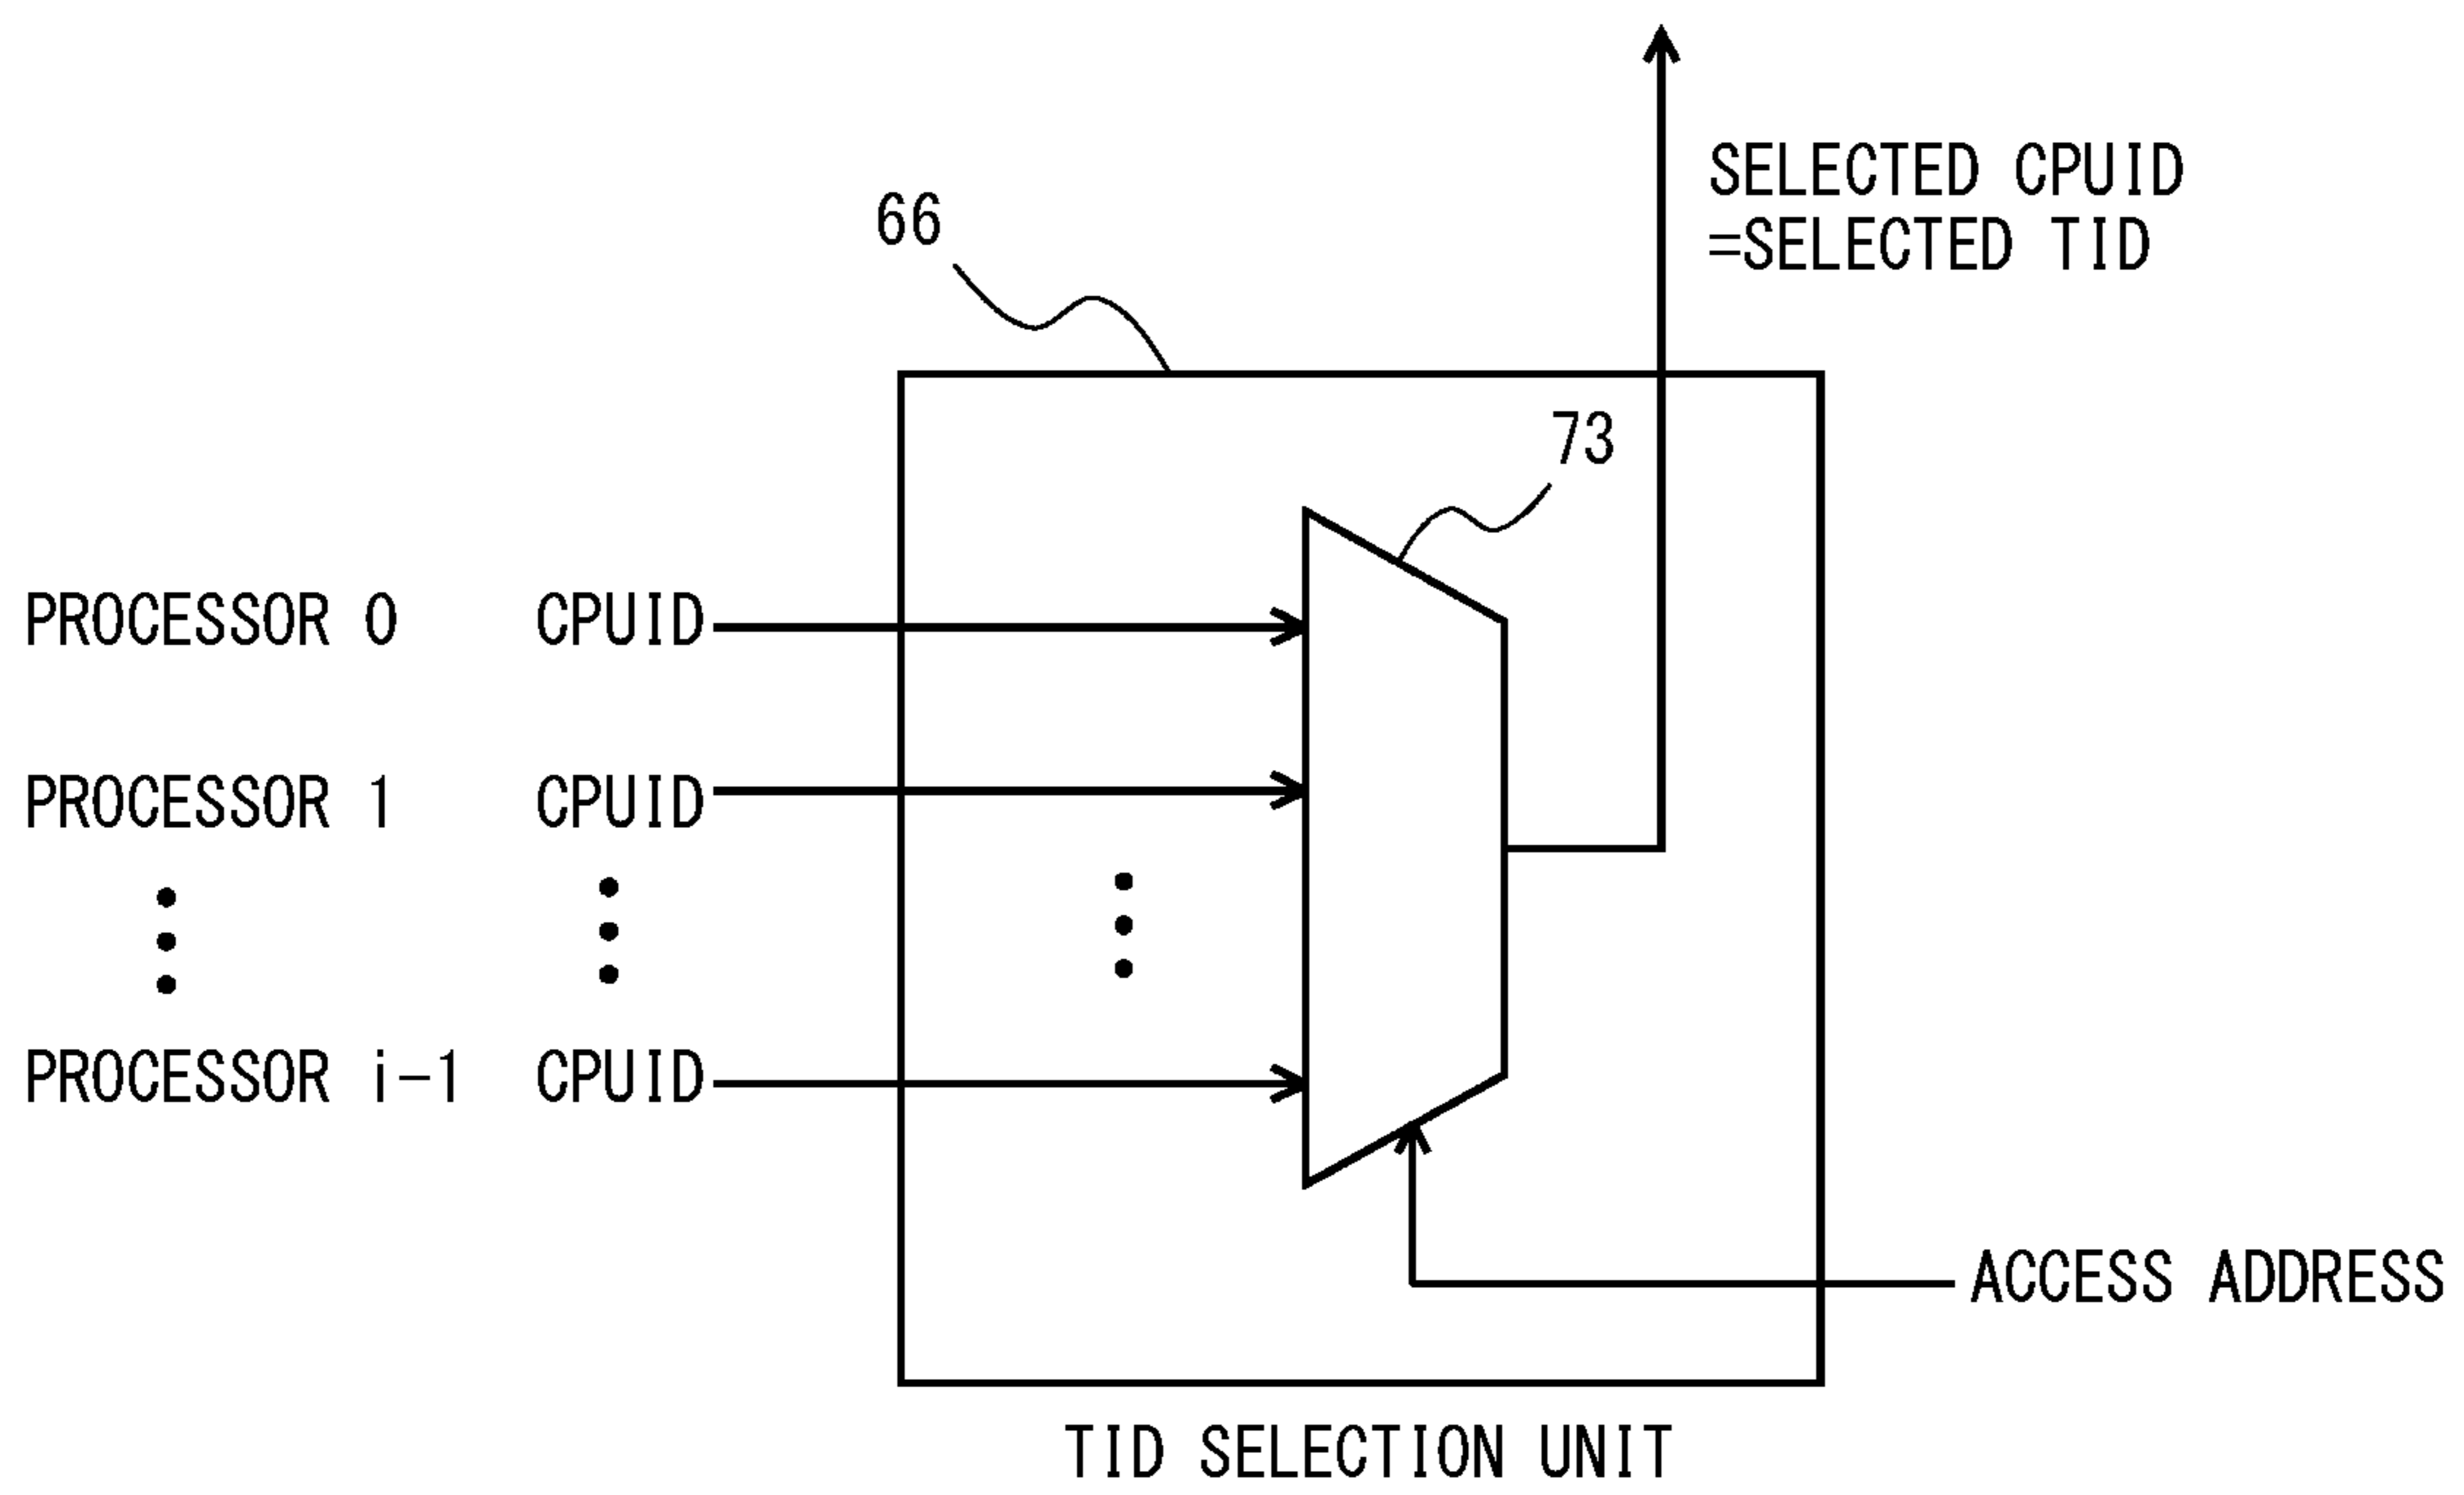 SELECTED CPUID
=SELECTED TID
66
73
PROCESSOR 0 CPUID
PROCESSOR 1 CPUID
PROCESSOR i-1 CPUID
ACCESS ADDRESS
TID SELECTION UNIT